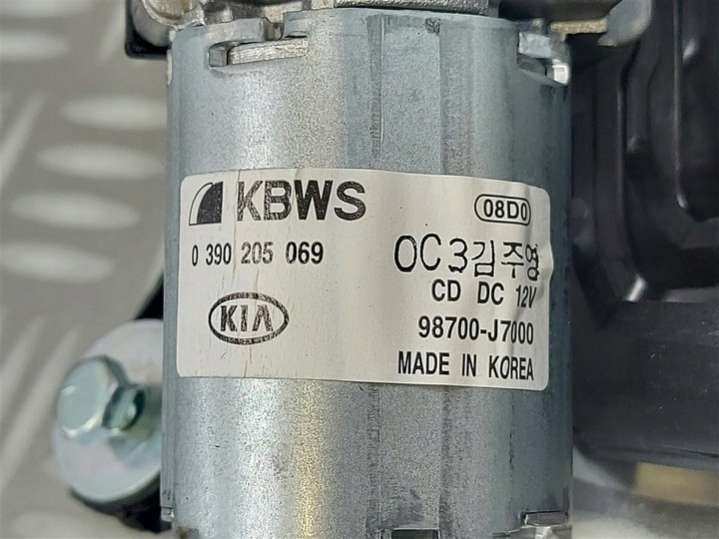 KBWS 08D0
0 390 205 069 OC3김주영
CD DC 12V
KIA 98700-J7000
MADE IN KOREA